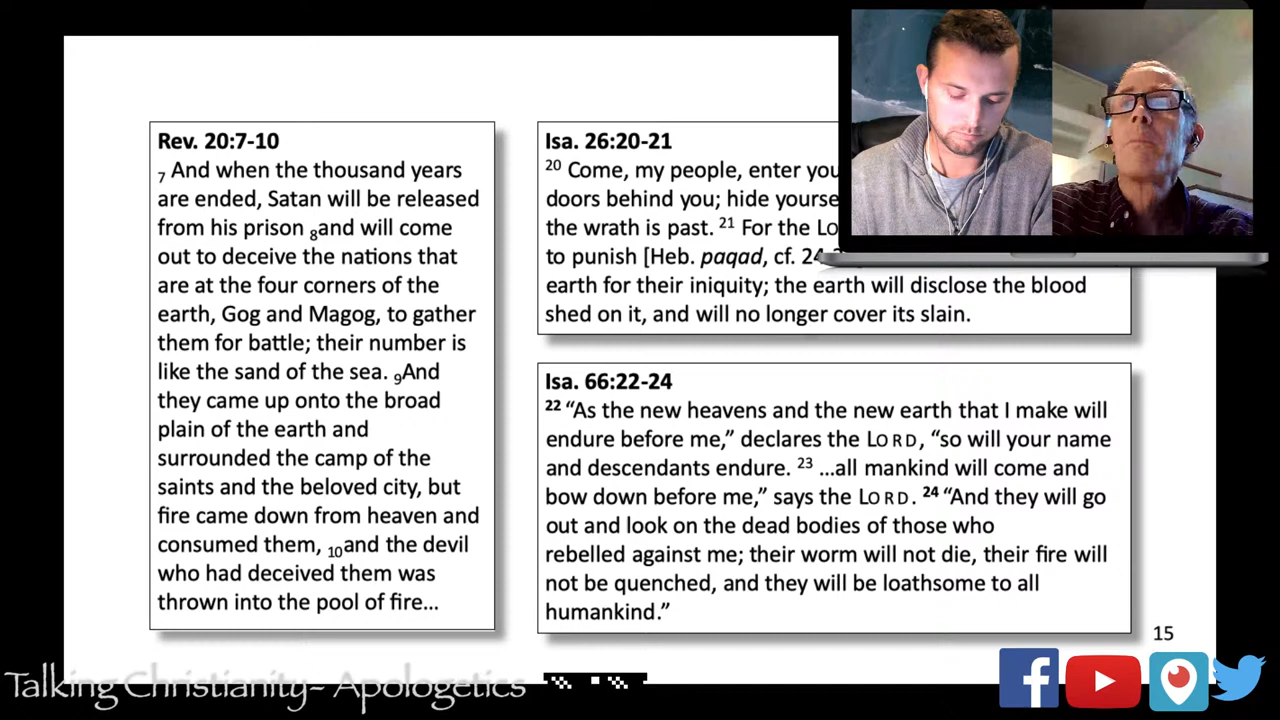 Rev. 20:7-10
7 And when the thousand years
are ended, Satan will be released
from his prison 8and will come
out to deceive the nations that
are at the four corners of the
earth, Gog and Magog, to gather
them for battle; their number is
like the sand of the sea. 9And
they came up onto the broad
plain of the earth and
surrounded the camp of the
saints and the beloved city, but
fire came down from heaven and
consumed them, 10and the devil
who had deceived them was
thrown into the pool of fire…
Isa. 26:20-21
20 Come, my people, enter
doors behind you; hide
the wrath is past. 21 For the
to punish [Heb. paqad, cf.
earth for their iniquity; the earth will disclose the blood
shed on it, and will no longer cover its slain.
Isa. 66:22-24
22 “As the new heavens and the new earth that I make will
endure before me,” declares the LORD, “so will your name
and descendants endure. 23 …all mankind will come and
bow down before me,” says the LORD. 24 “And they will go
out and look on the dead bodies of those who
rebelled against me; their worm will not die, their fire will
not be quenched, and they will be loathsome to all
humankind.”
15
Talking Christianity- Apologetics